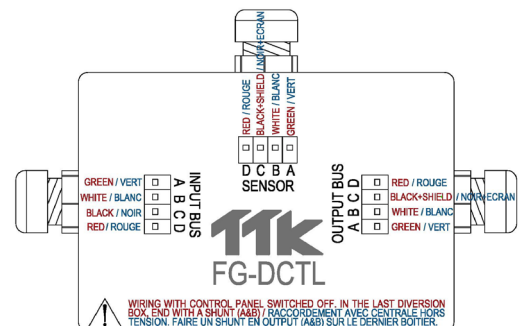 RED / ROUGE
BLACK+SHIELD / NOIR+ECRAN
WHITE / BLANC
GREEN / VERT
D C B A
SENSOR
GREEN / VERT
WHITE / BLANC
BLACK / NOIR
RED / ROUGE
A B C D
INPUT BUS
OUTPUT BUS
A B C D
RED / ROUGE
BLACK+SHIELD / NOIR+ECRAN
WHITE / BLANC
GREEN / VERT
TTK
FG-DCTL
WIRING WITH CONTROL PANEL SWITCHED OFF. IN THE LAST DIVERSION
BOX, END WITH A SHUNT (A&B) / RACCORDEMENT AVEC CENTRALE HORS
TENSION. FAIRE UN SHUNT EN OUTPUT (A&B) SUR LE DERNIER BOITIER.